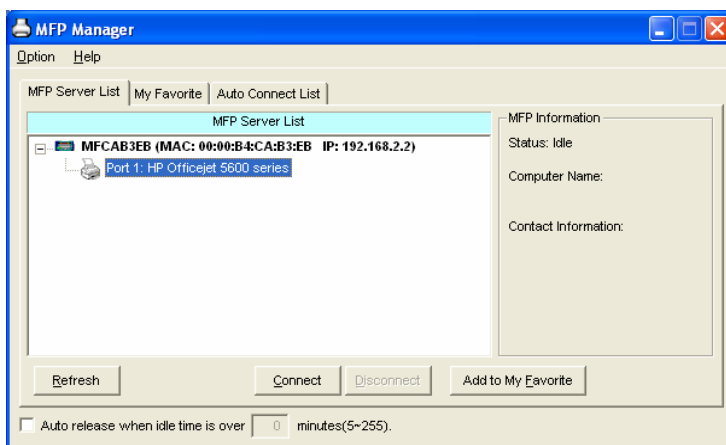 MFP Manager
Option Help
MFP Server List My Favorite Auto Connect List
MFP Server List
MFCAB3EB (MAC: 00:00:B4:CA:B3:EB IP: 192.168.2.2)
Port 1: HP Officejet 5600 series
MFP Information
Status: Idle
Computer Name:
Contact Information:
Refresh Connect Disconnect Add to My Favorite
Auto release when idle time is over 0 minutes(5~255).